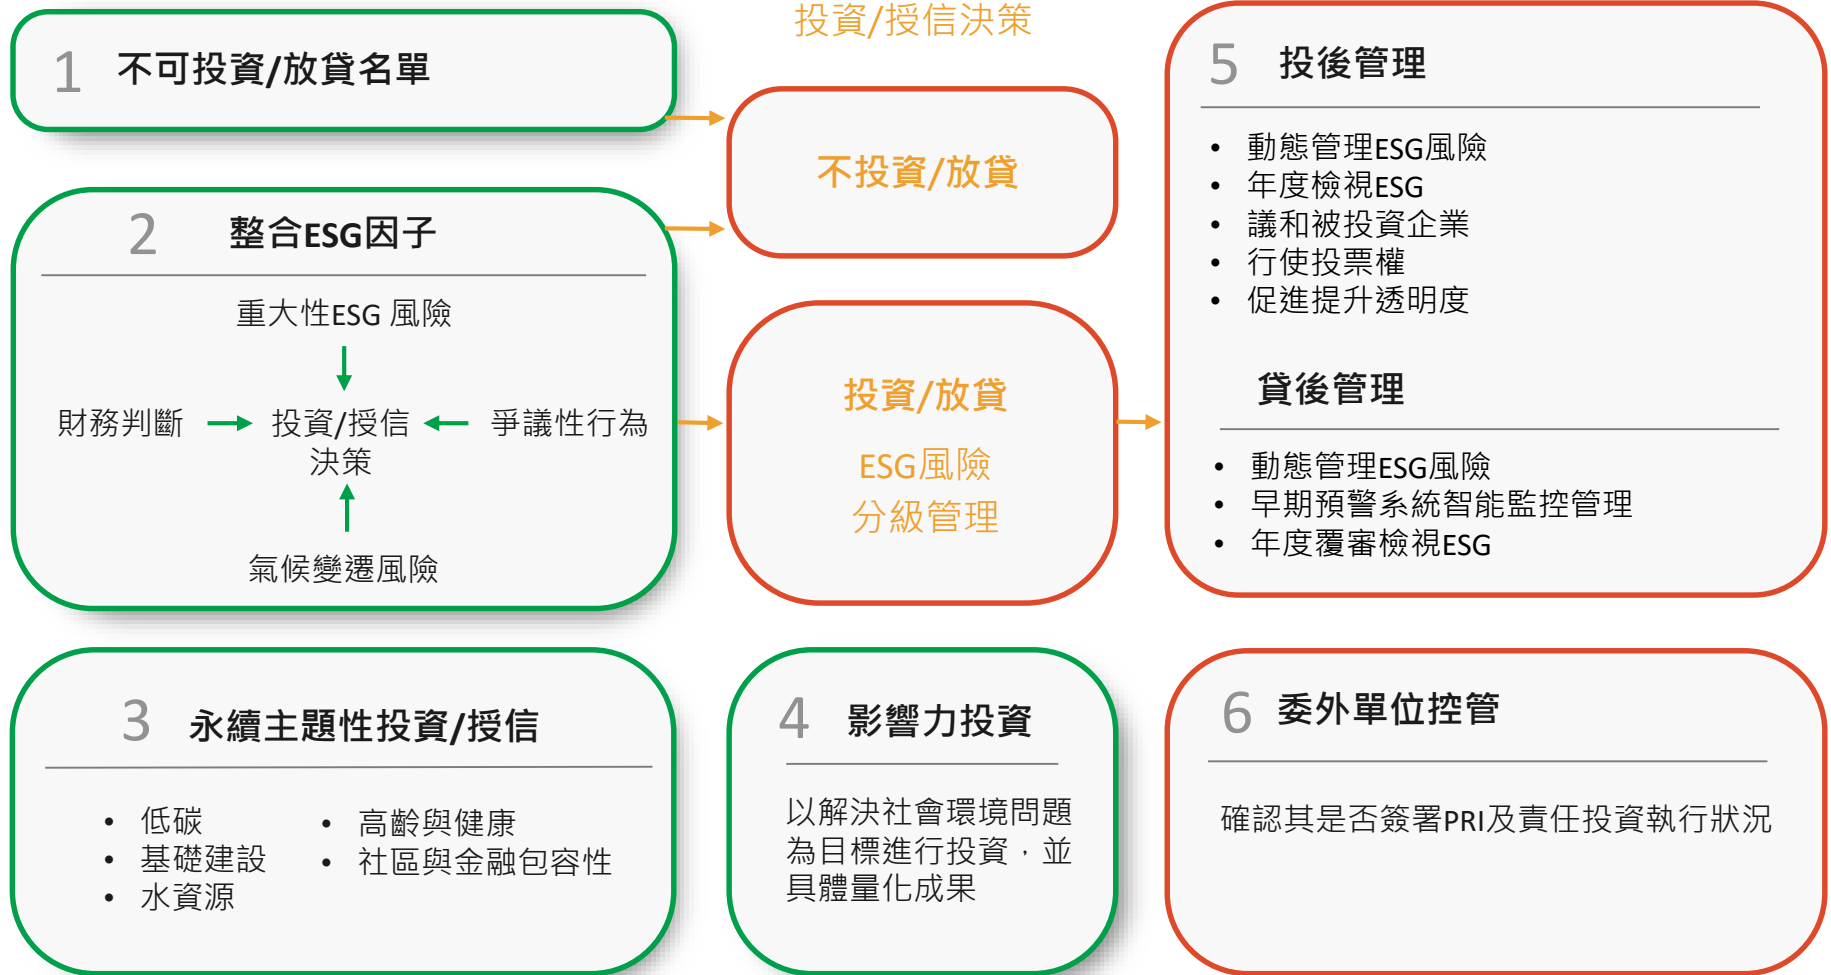 投資/授信決策
1 不可投資/放貸名單
不投資/放貸
2 整合ESG因子
重大性ESG 風險
財務判斷
投資/授信
決策
爭議性行為
氣候變遷風險
投資/放貸
ESG風險
分級管理
5 投後管理
• 動態管理ESG風險
• 年度檢視ESG
• 議和被投資企業
• 行使投票權
• 促進提升透明度
貸後管理
• 動態管理ESG風險
• 早期預警系統智能監控管理
• 年度覆審檢視ESG
3 永續主題性投資/授信
• 低碳
• 基礎建設
• 水資源
• 高齡與健康
• 社區與金融包容性
4 影響力投資
以解決社會環境問題
為目標進行投資，並
具體量化成果
6 委外單位控管
確認其是否簽署PRI及責任投資執行狀況